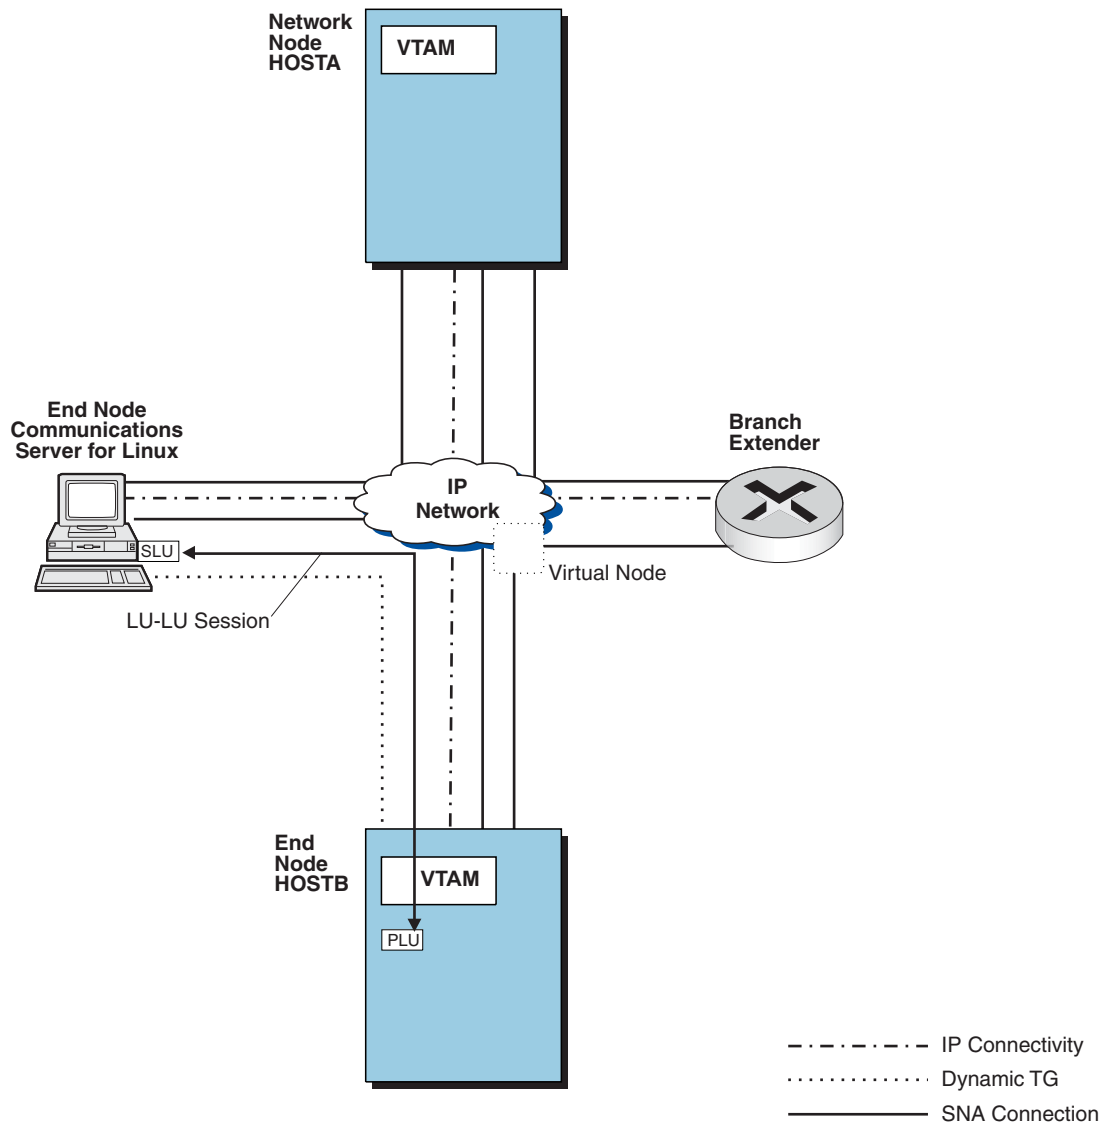 Network
Node
HOSTA
VTAM
End Node
Communications
Server for Linux
Branch
Extender
IP
Network
SLU
Virtual Node
LU-LU Session
End
Node
HOSTB
VTAM
PLU
IP Connectivity
Dynamic TG
SNA Connection